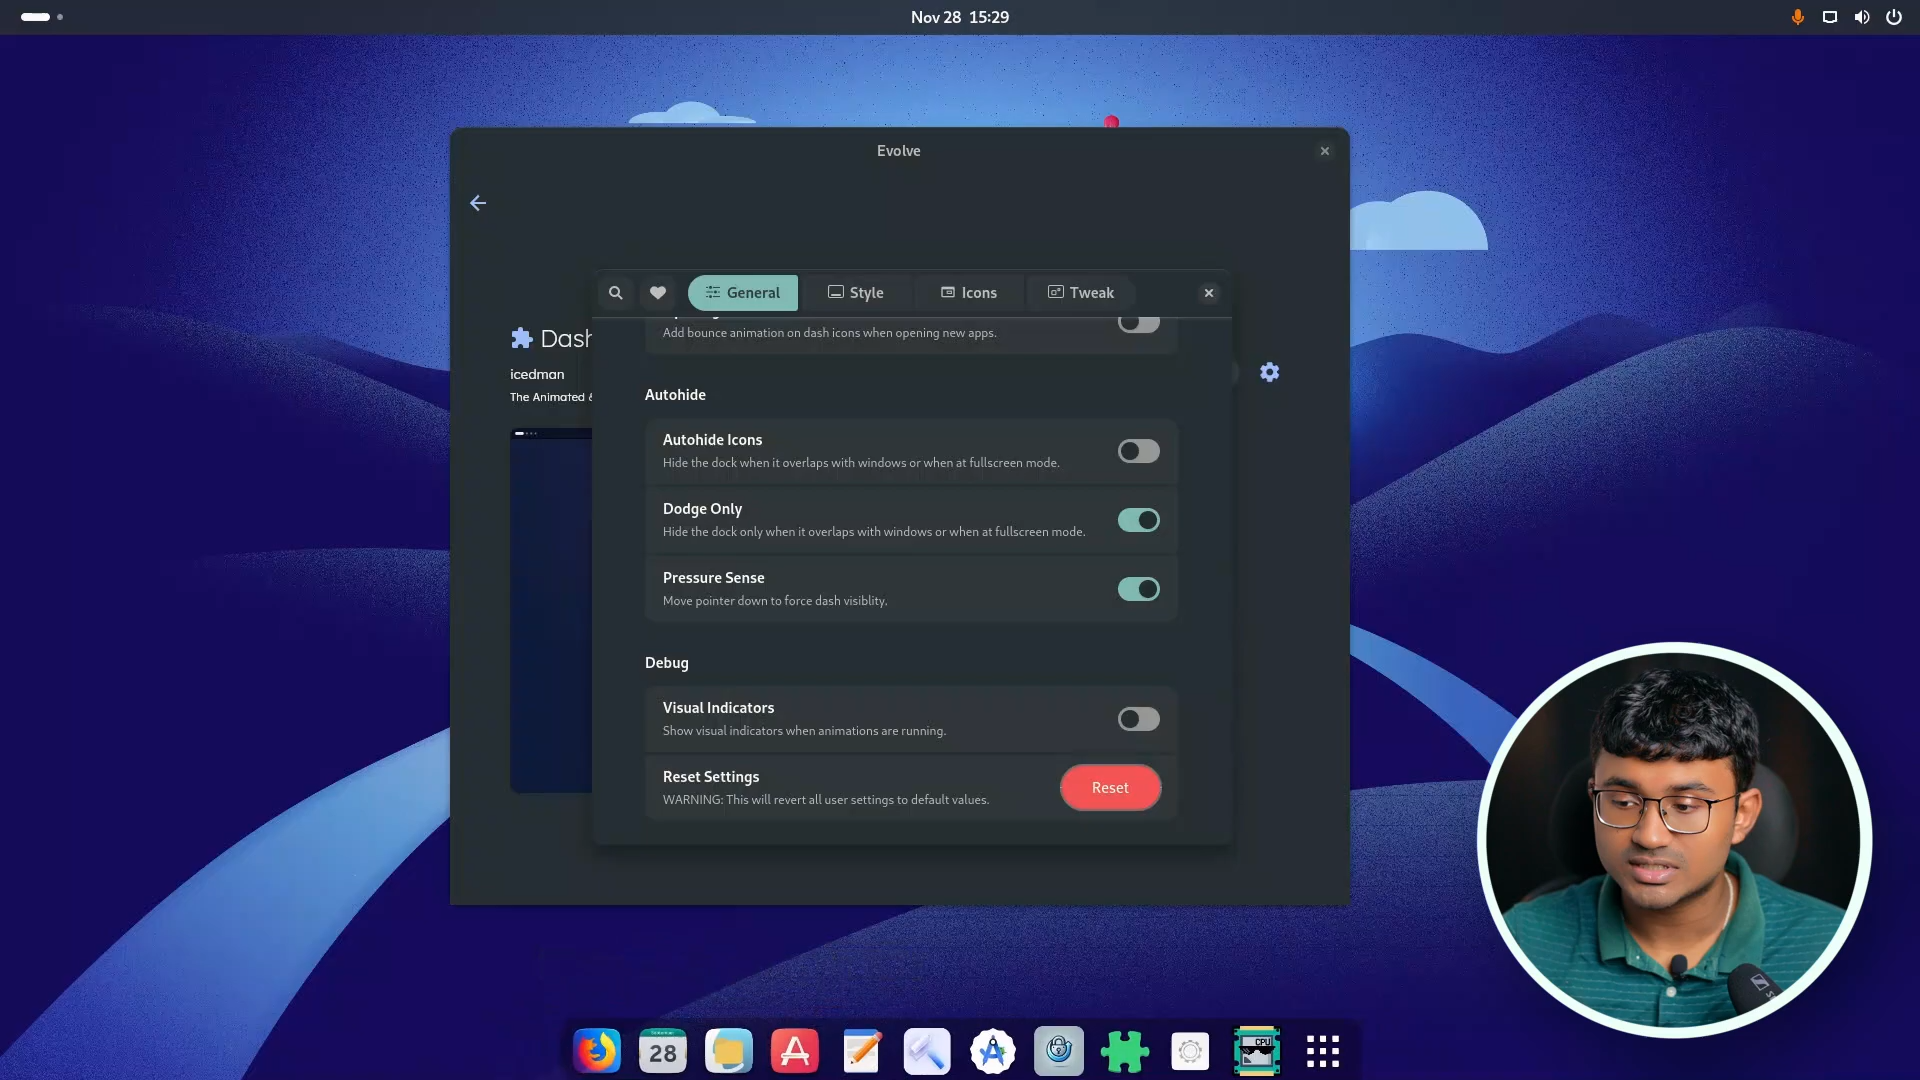 Nov 28 15:29
Evolve
General
Style
Icons
Tweak
Add bounce animation on dash icons when opening new apps.
Dash
icedman
The Animated
Autohide
Autohide Icons
Hide the dock when it overlaps with windows or when at fullscreen mode.
Dodge Only
Hide the dock only when it overlaps with windows or when at fullscreen mode.
Pressure Sense
Move pointer down to force dash visiblity.
Debug
Visual Indicators
Show visual indicators when animations are running.
Reset Settings
WARNING: This will revert all user settings to default values.
Reset
28
CPU